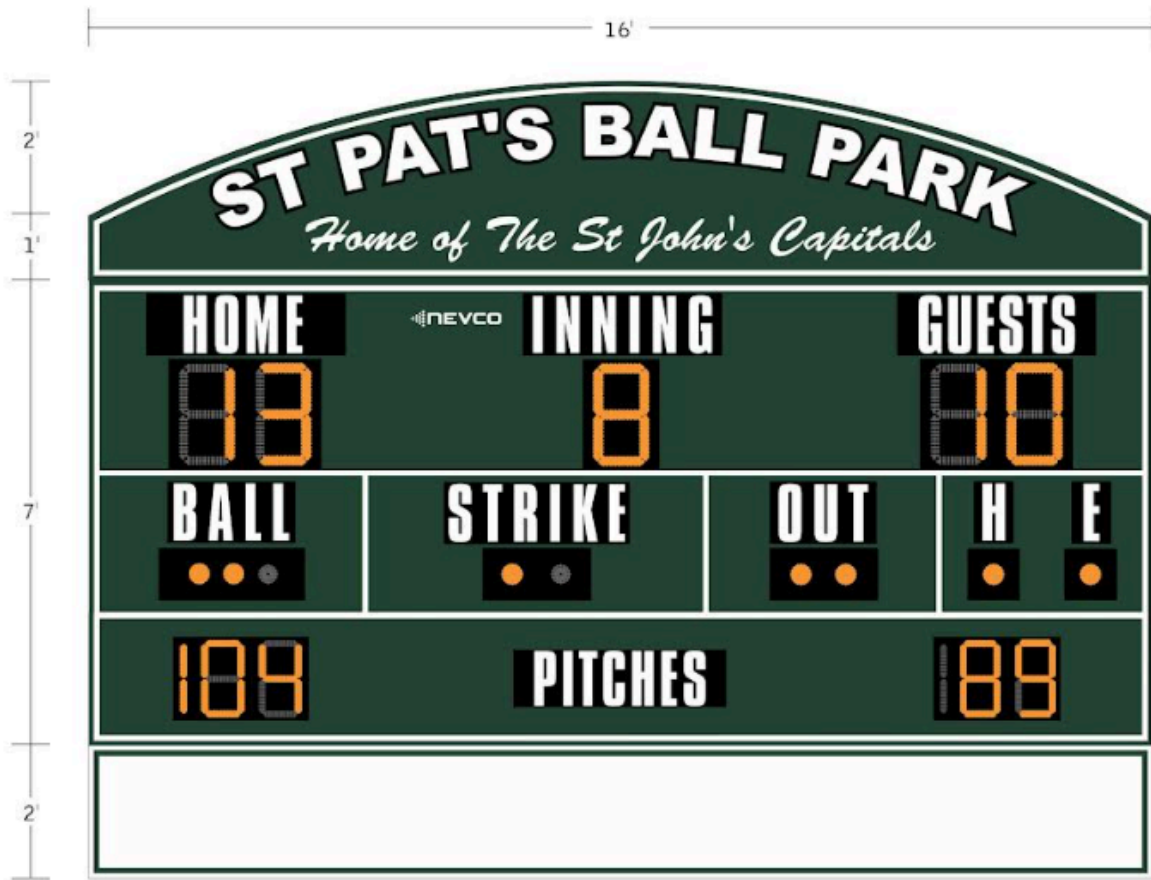 16'
2'
ST PAT'S BALL PARK
1'
Home of The St John's Capitals
HOME NEVCO INNING GUESTS
13 8 10
7'
BALL STRIKE OUT H E
104 PITCHES 89
2'